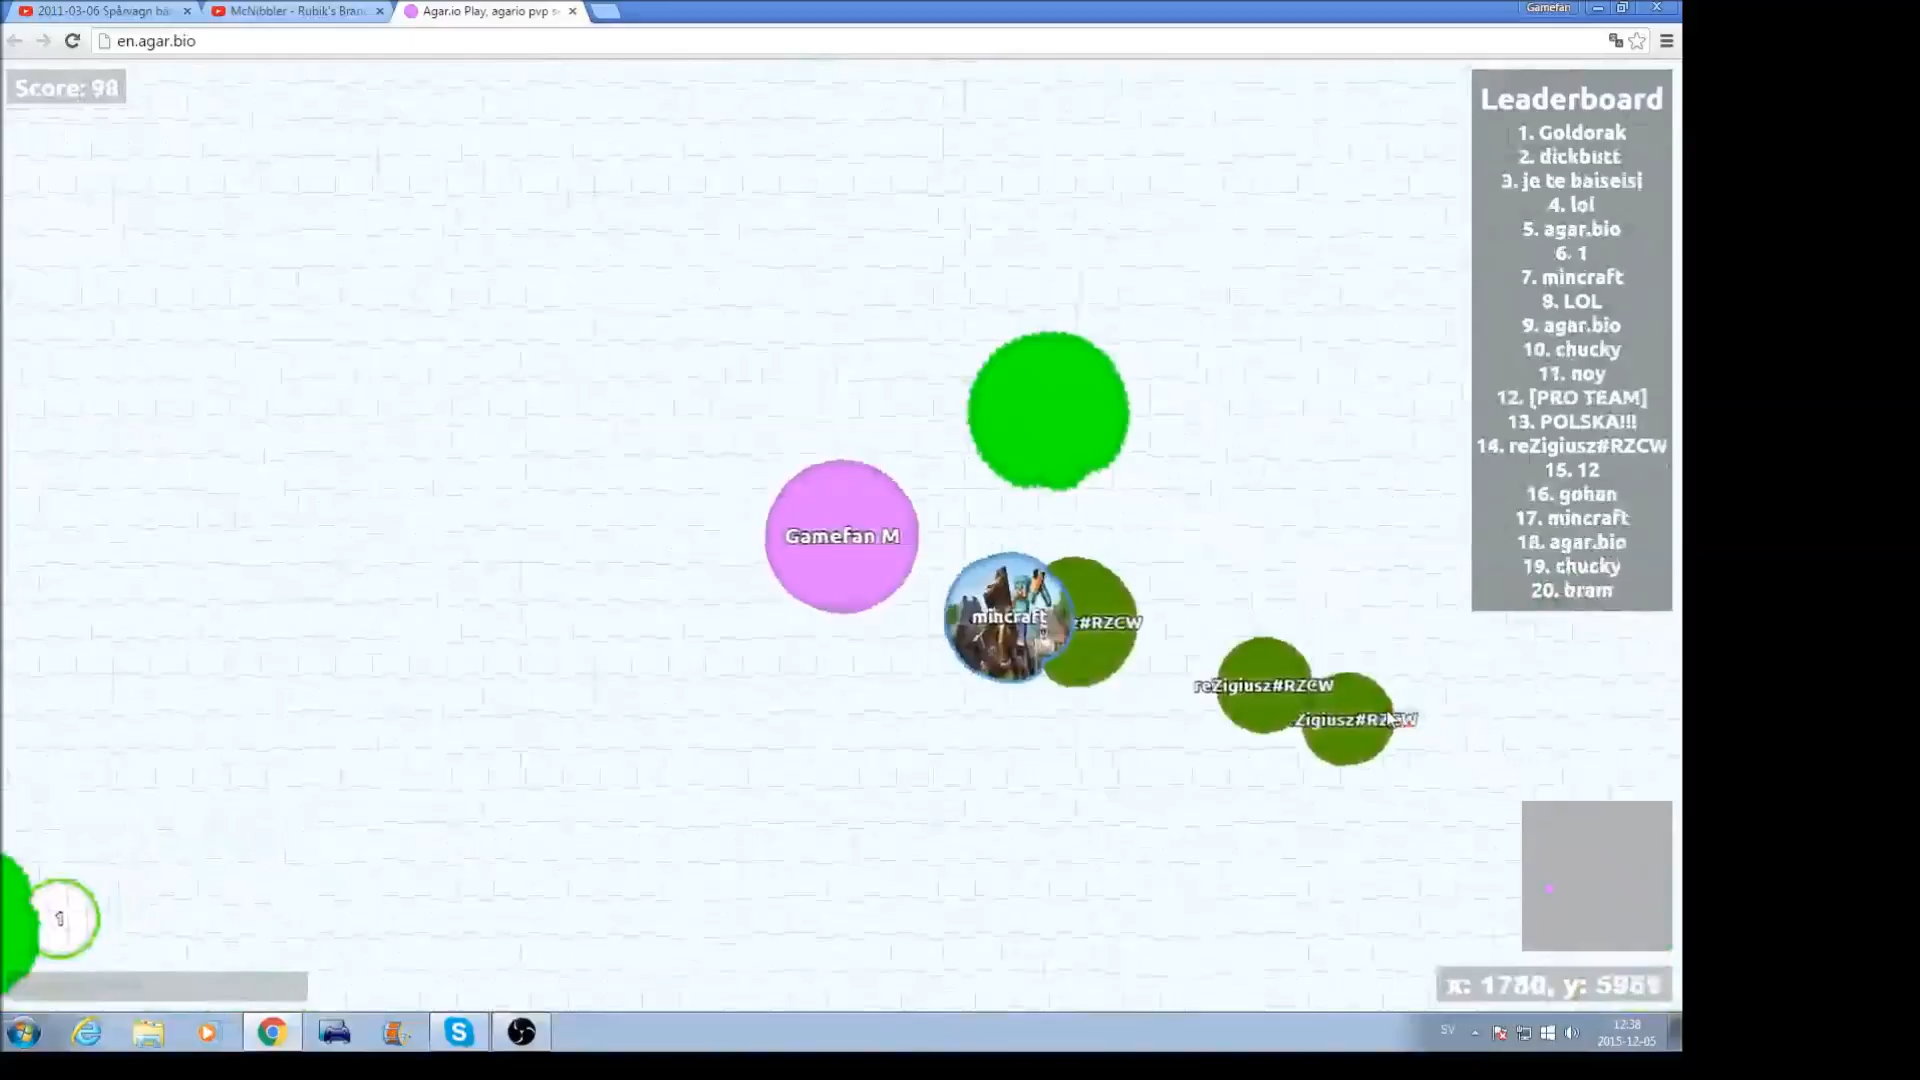 2011-03-06 Spårvagn ba
McNibbler - Rubik's Bran
Agar.io Play, agario pvp s
Gamefan
en.agar.bio
Score: 98
Leaderboard
1. Goldorak
2. dickbutt
3. je te baiseisj
4. lol
5. agar.bio
6. 1
7. mincraft
8. LOL
9. agar.bio
10. chucky
11. noy
12. [PRO TEAM]
13. POLSKA!!!
14. reZigiusz#RZCW
15. 12
16. gohan
17. mincraft
18. agar.bio
19. chucky
20. bram
Gamefan M
mincraft
z#RZCW
reZigiusz#RZCW
Zigiusz#RZCW
1
x: 1780, y:
SV
12:38
2015-12-05